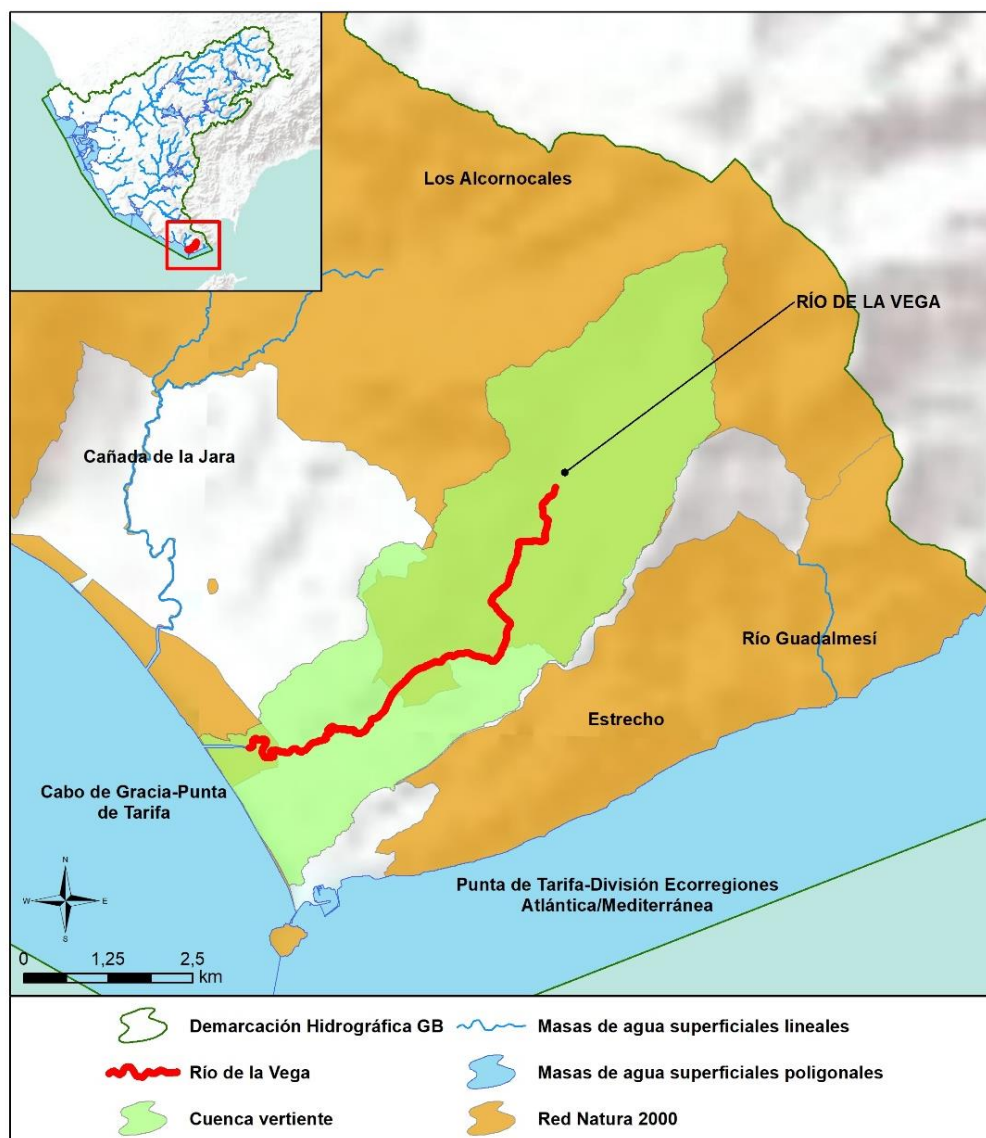 Los Alcornocales
RÍO DE LA VEGA
Cañada de la Jara
Río Guadalmesí
Estrecho
Cabo de Gracia-Punta
de Tarifa
Punta de Tarifa-División Ecorregiones
Atlántica/Mediterránea
N
W
E
S
0 1,25 2,5
km
Demarcación Hidrográfica GB
Masas de agua superficiales lineales
Río de la Vega
Masas de agua superficiales poligonales
Cuenca vertiente
Red Natura 2000